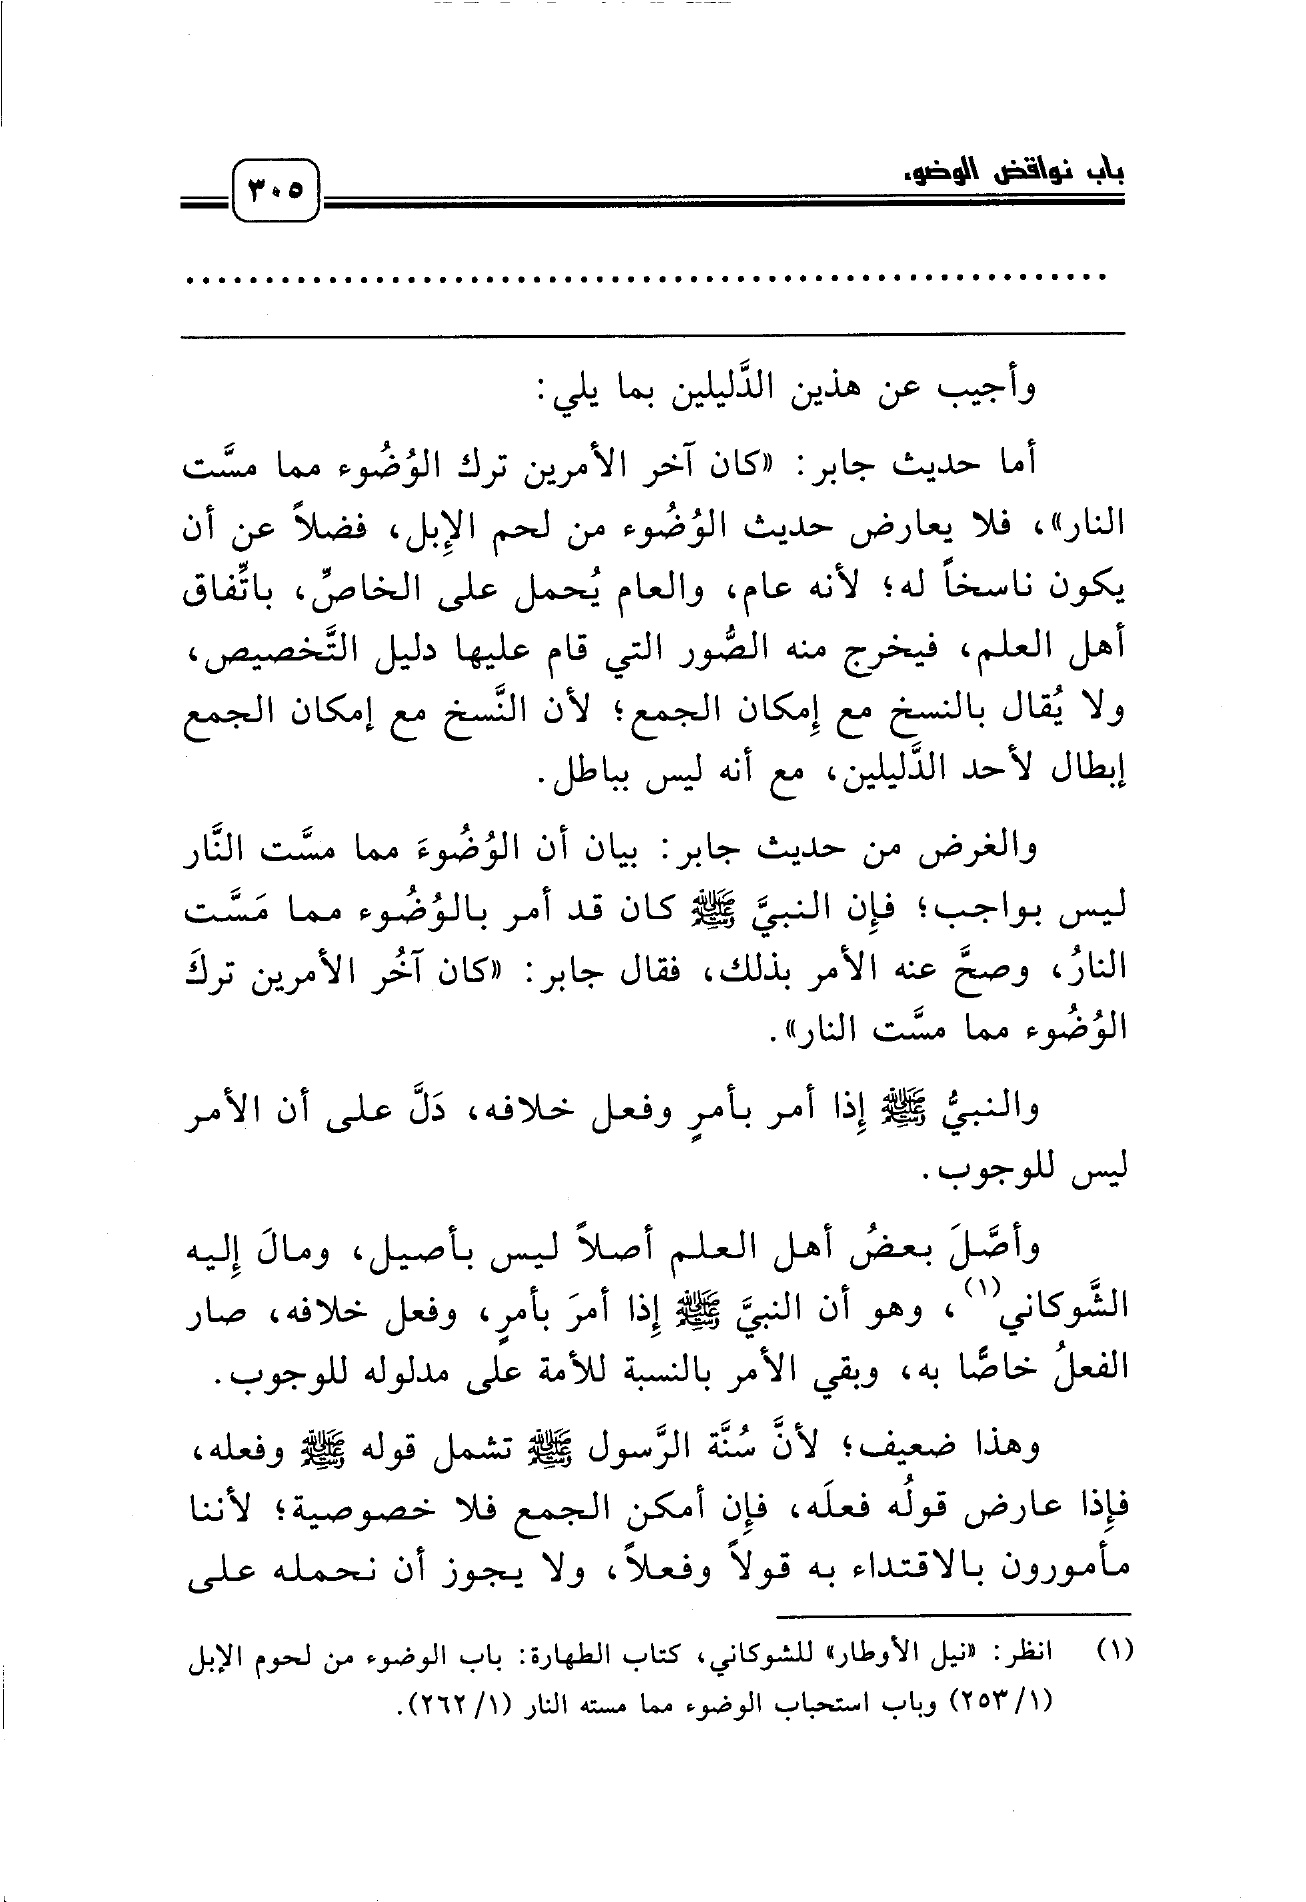 باب نواقض الوضوء
٣٠٥
وأجيب عن هذين الدَّليلين بما يلي:
أما حديث جابر: «كان آخر الأمرين ترك الوُضُوء مما مسَّت
النار»، فلا يعارض حديث الوُضُوء من لحم الإِبل، فضلاً عن أن
يكون ناسخاً له؛ لأنه عام، والعام يُحمل على الخاصِّ، باتِّفاق
أهل العلم، فيخرج منه الصُّور التي قام عليها دليل التَّخصيص،
ولا يُقال بالنسخ مع إِمكان الجمع؛ لأن النَّسخ مع إمكان الجمع
إبطال لأحد الدَّليلين، مع أنه ليس بباطل.
والغرض من حديث جابر: بيان أن الوُضُوءَ مما مسَّت النَّار
ليس بواجب؛ فإِن النبيَّ ﷺ كان قد أمر بالوُضُوء مما مَسَّت
النارُ، وصحَّ عنه الأمر بذلك، فقال جابر: «كان آخُر الأمرين تركَ
الوُضُوء مما مسَّت النار».
والنبيُّ ﷺ إِذا أمر بأمرٍ وفعل خلافه، دَلَّ على أن الأمر
ليس للوجوب.
وأصَّلَ بعضُ أهل العلم أصلاً ليس بأصيل، ومالَ إِليه
الشَّوكاني(١)، وهو أن النبيَّ ﷺ إِذا أمرَ بأمرٍ، وفعل خلافه، صار
الفعلُ خاصًّا به، وبقي الأمر بالنسبة للأمة على مدلوله للوجوب.
وهذا ضعيف؛ لأنَّ سُنَّة الرَّسول ﷺ تشمل قوله ﷺ وفعله،
فإِذا عارض قولُه فعلَه، فإِن أمكن الجمع فلا خصوصية؛ لأننا
مأمورون بالاقتداء به قولاً وفعلاً، ولا يجوز أن نحمله على
(١) انظر: «نيل الأوطار» للشوكاني، كتاب الطهارة: باب الوضوء من لحوم الإبل
(١/ ٢٥٣) وباب استحباب الوضوء مما مسته النار (١/ ٢٦٢).